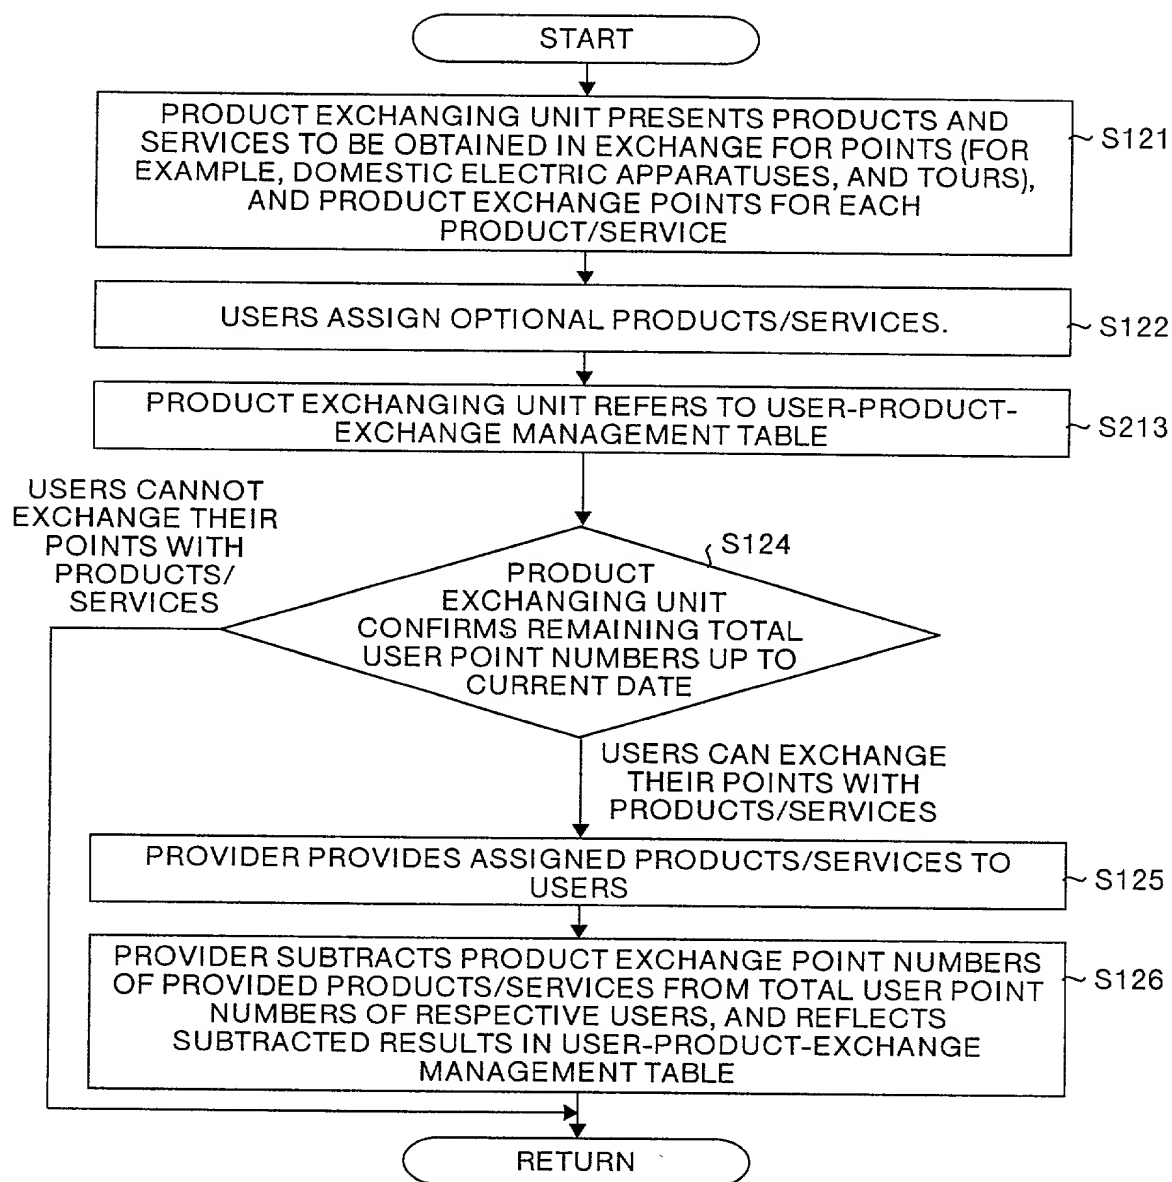 START
PRODUCT EXCHANGING UNIT PRESENTS PRODUCTS AND
SERVICES TO BE OBTAINED IN EXCHANGE FOR POINTS (FOR
EXAMPLE, DOMESTIC ELECTRIC APPARATUSES, AND TOURS),
AND PRODUCT EXCHANGE POINTS FOR EACH
PRODUCT/SERVICE
S121
USERS ASSIGN OPTIONAL PRODUCTS/SERVICES.
S122
PRODUCT EXCHANGING UNIT REFERS TO USER-PRODUCT-
EXCHANGE MANAGEMENT TABLE
S213
USERS CANNOT
EXCHANGE THEIR
POINTS WITH
PRODUCTS/
SERVICES
S124
PRODUCT
EXCHANGING UNIT
CONFIRMS REMAINING TOTAL
USER POINT NUMBERS UP TO
CURRENT DATE
USERS CAN EXCHANGE
THEIR POINTS WITH
PRODUCTS/SERVICES
PROVIDER PROVIDES ASSIGNED PRODUCTS/SERVICES TO
USERS
S125
PROVIDER SUBTRACTS PRODUCT EXCHANGE POINT NUMBERS
OF PROVIDED PRODUCTS/SERVICES FROM TOTAL USER POINT
NUMBERS OF RESPECTIVE USERS, AND REFLECTS
SUBTRACTED RESULTS IN USER-PRODUCT-EXCHANGE
MANAGEMENT TABLE
S126
RETURN